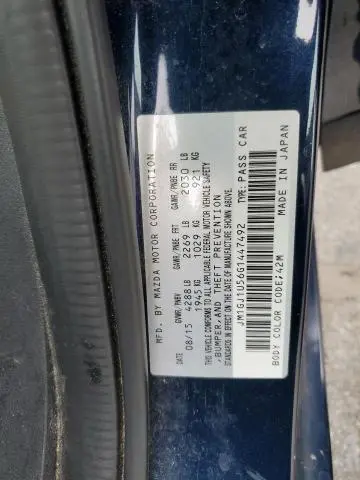 MFD. BY MAZDA MOTOR CORPORATION
DATE GVWR/PNBV GAWR/PNBE FRT GAWR/PNBE RR
08/15 4288 LB 2269 LB 2030 LB
1945 KG 1029 KG 921 KG
THIS VEHICLE CONFORMS TO ALL APPLICABLE FEDERAL MOTOR VEHICLE SAFETY
, BUMPER, AND THEFT PREVENTION
STANDARDS IN EFFECT ON THE DATE OF MANUFACTURE SHOWN ABOVE.
JM1GJ1U56G1447492 TYPE: PASS CAR
BODY COLOR CODE:42M MADE IN JAPAN